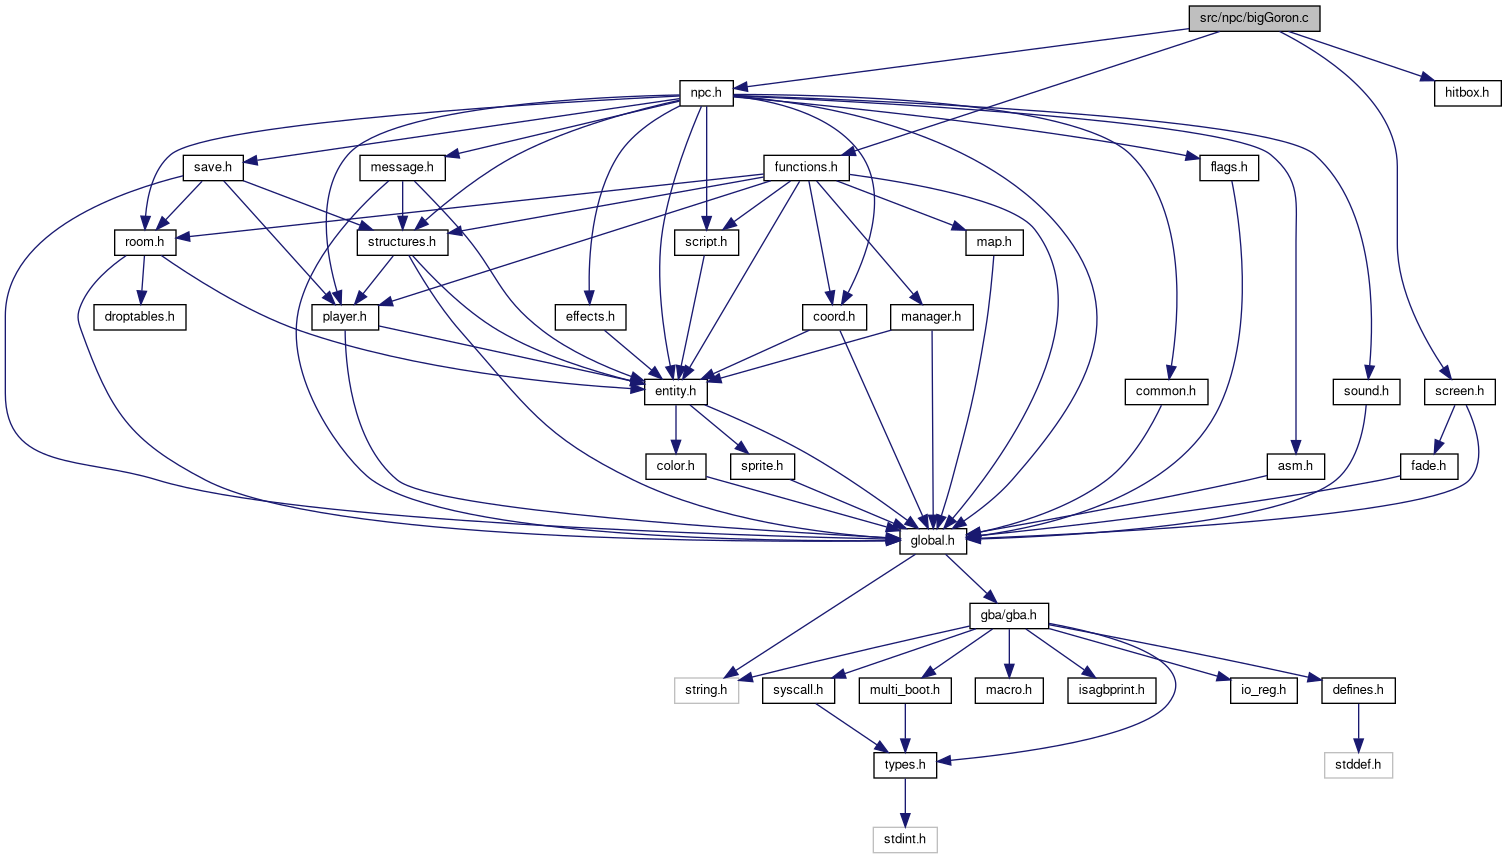 src/npc/bigGoron.c
npc.h
hitbox.h
save.h
message.h
functions.h
flags.h
room.h
structures.h
script.h
map.h
droptables.h
player.h
effects.h
coord.h
manager.h
entity.h
common.h
sound.h
screen.h
color.h
sprite.h
asm.h
fade.h
global.h
gba/gba.h
string.h
syscall.h
multi_boot.h
macro.h
isagbprint.h
io_reg.h
defines.h
types.h
stddef.h
stdint.h